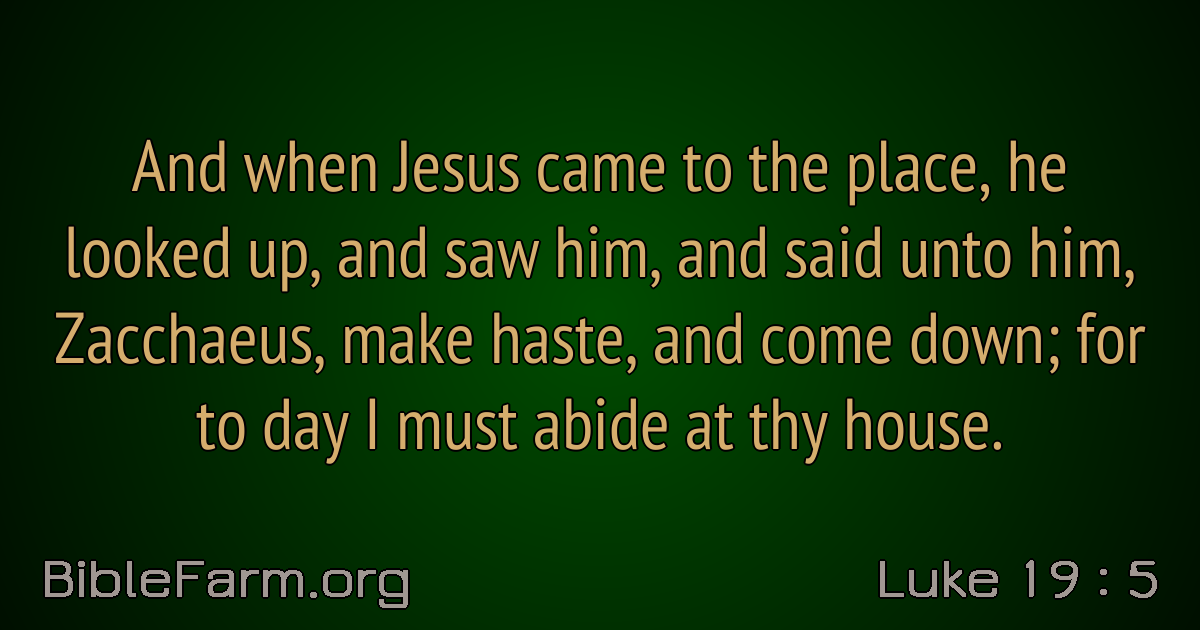 And when Jesus came to the place, he
looked up, and saw him, and said unto him,
Zacchaeus, make haste, and come down; for
to day I must abide at thy house.
BibleFarm.org
Luke 19 : 5